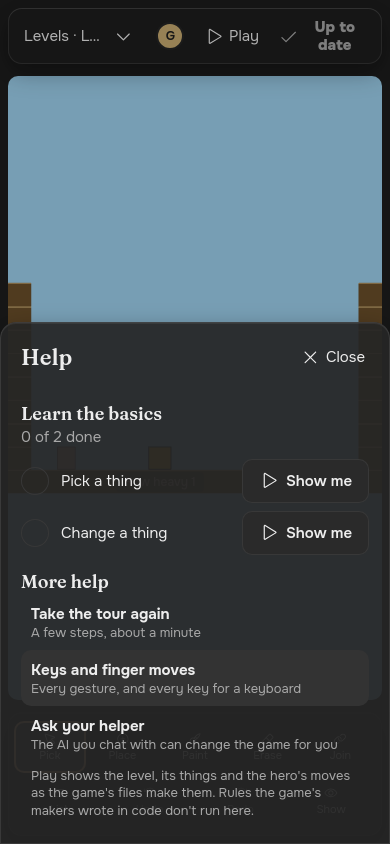 Levels · L...
G
Play
Up to
date
Help
Close
Learn the basics
0 of 2 done
Pick a thing
Show me
Change a thing
Show me
More help
Take the tour again
A few steps, about a minute
Keys and finger moves
Every gesture, and every key for a keyboard
Ask your helper
The AI you chat with can change the game for you
Play shows the level, its things and the hero's moves
as the game's files make them. Rules the game's
makers wrote in code don't run here.
Show